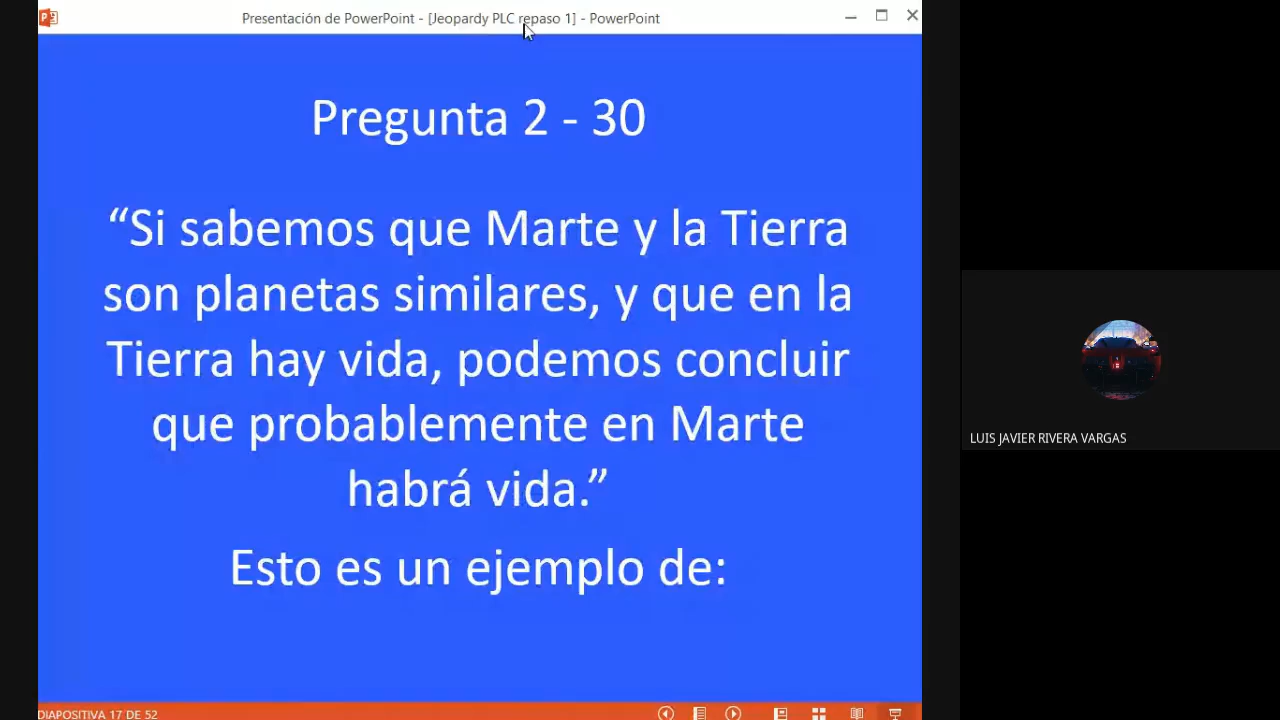 Presentación de PowerPoint - [Jeopardy PLC repaso 1] - PowerPoint
Pregunta 2 - 30
“Si sabemos que Marte y la Tierra
son planetas similares, y que en la
Tierra hay vida, podemos concluir
que probablemente en Marte
habrá vida.”
Esto es un ejemplo de:
LUIS JAVIER RIVERA VARGAS
DIAPOSITIVA 17 DE 52